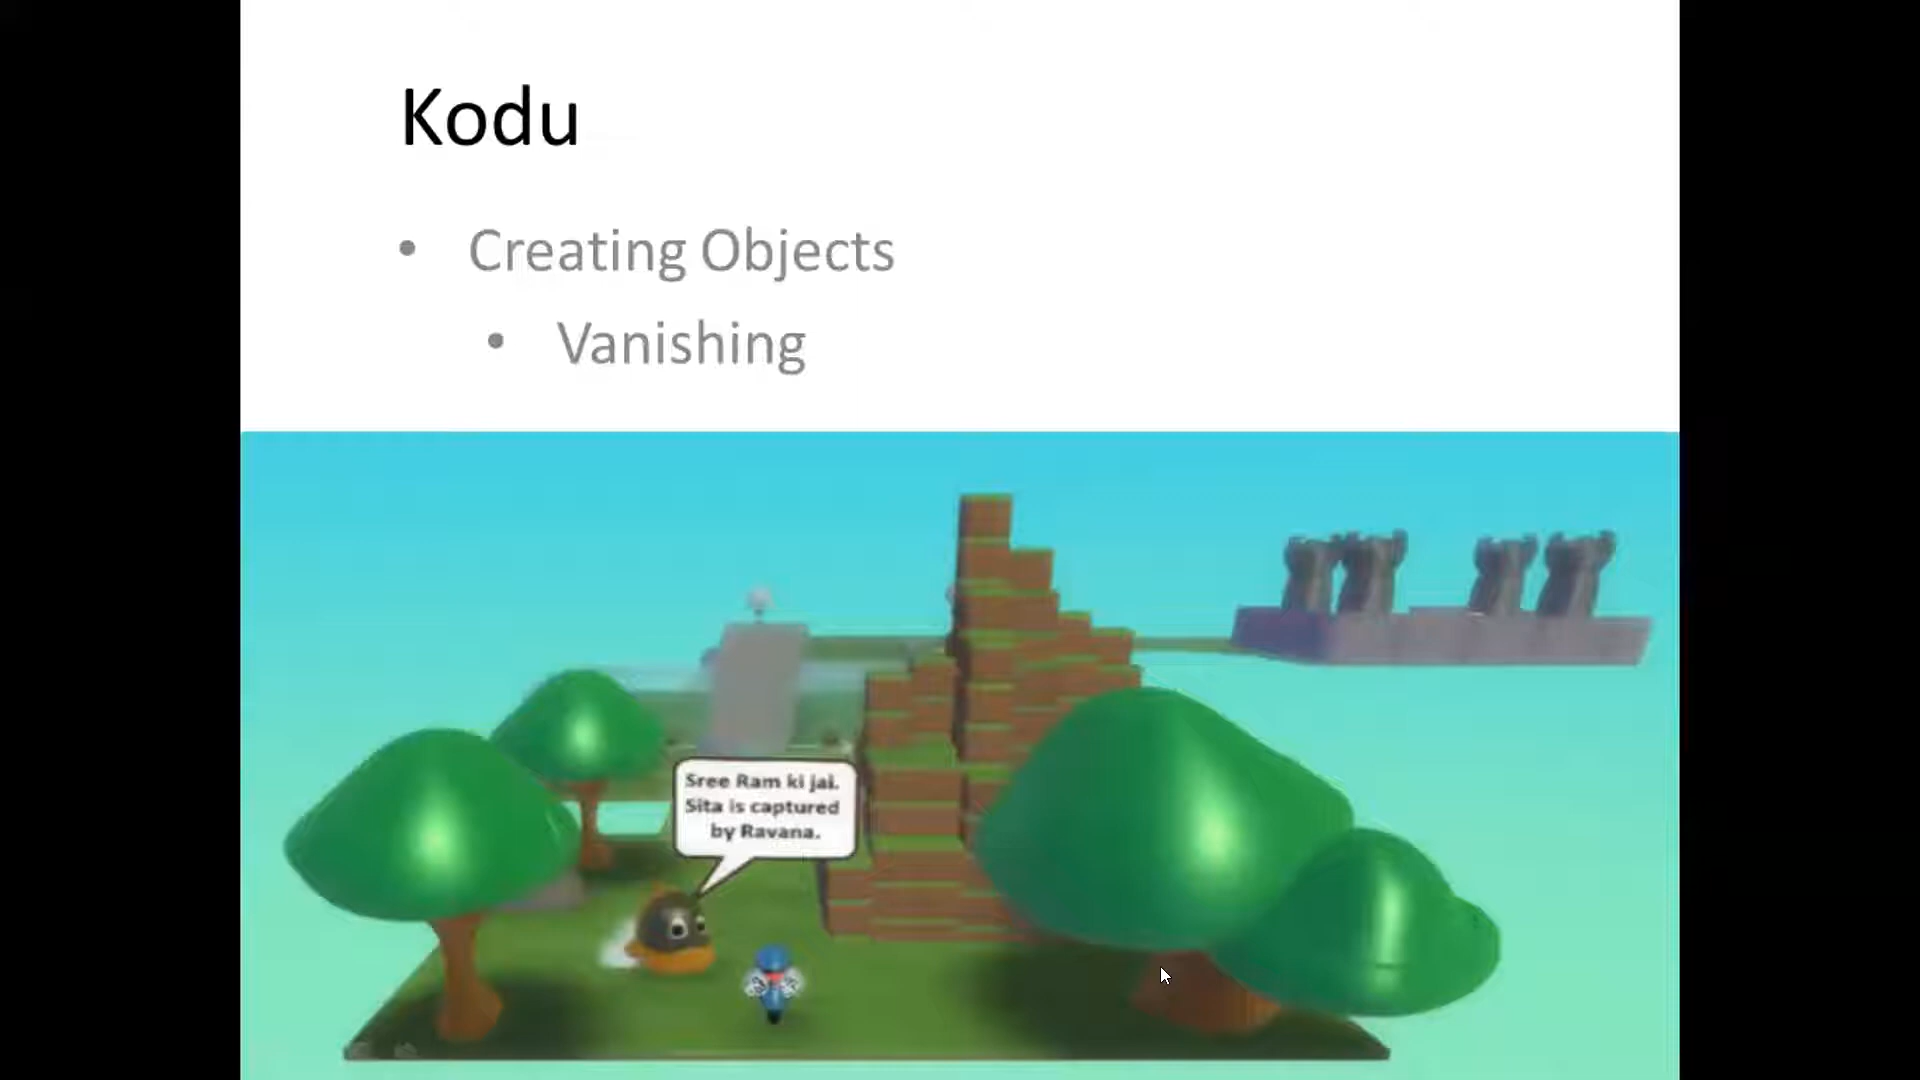 Kodu
• Creating Objects
• Vanishing
Sree Ram ki jai.
Sita is captured
by Ravana.